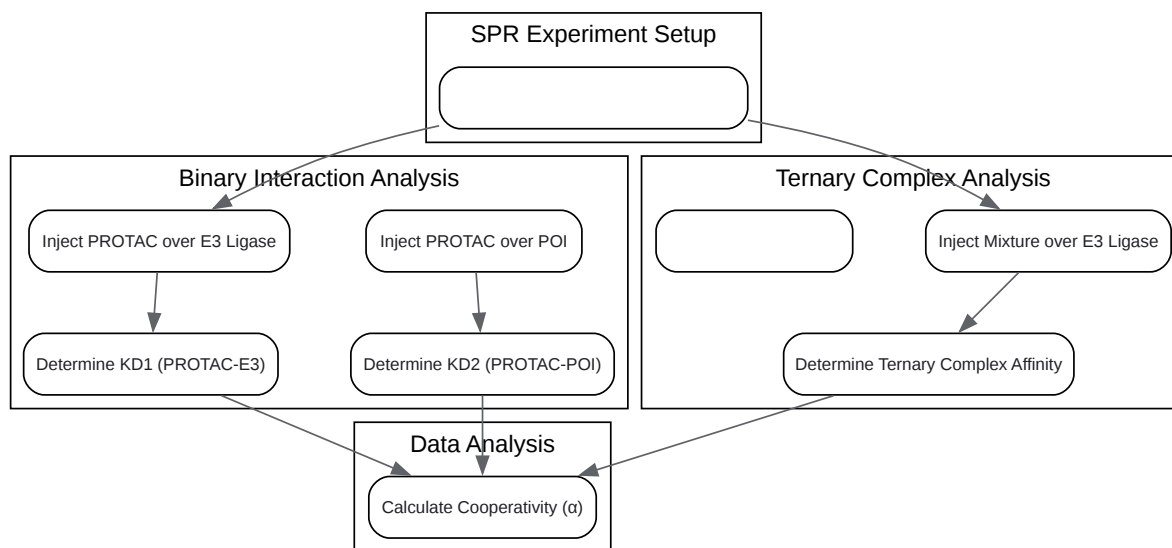 SPR Experiment Setup
Binary Interaction Analysis
Ternary Complex Analysis
Inject PROTAC over E3 Ligase
Inject PROTAC over POI
Inject Mixture over E3 Ligase
Determine KD1 (PROTAC-E3)
Determine KD2 (PROTAC-POI)
Determine Ternary Complex Affinity
Data Analysis
Calculate Cooperativity (α)